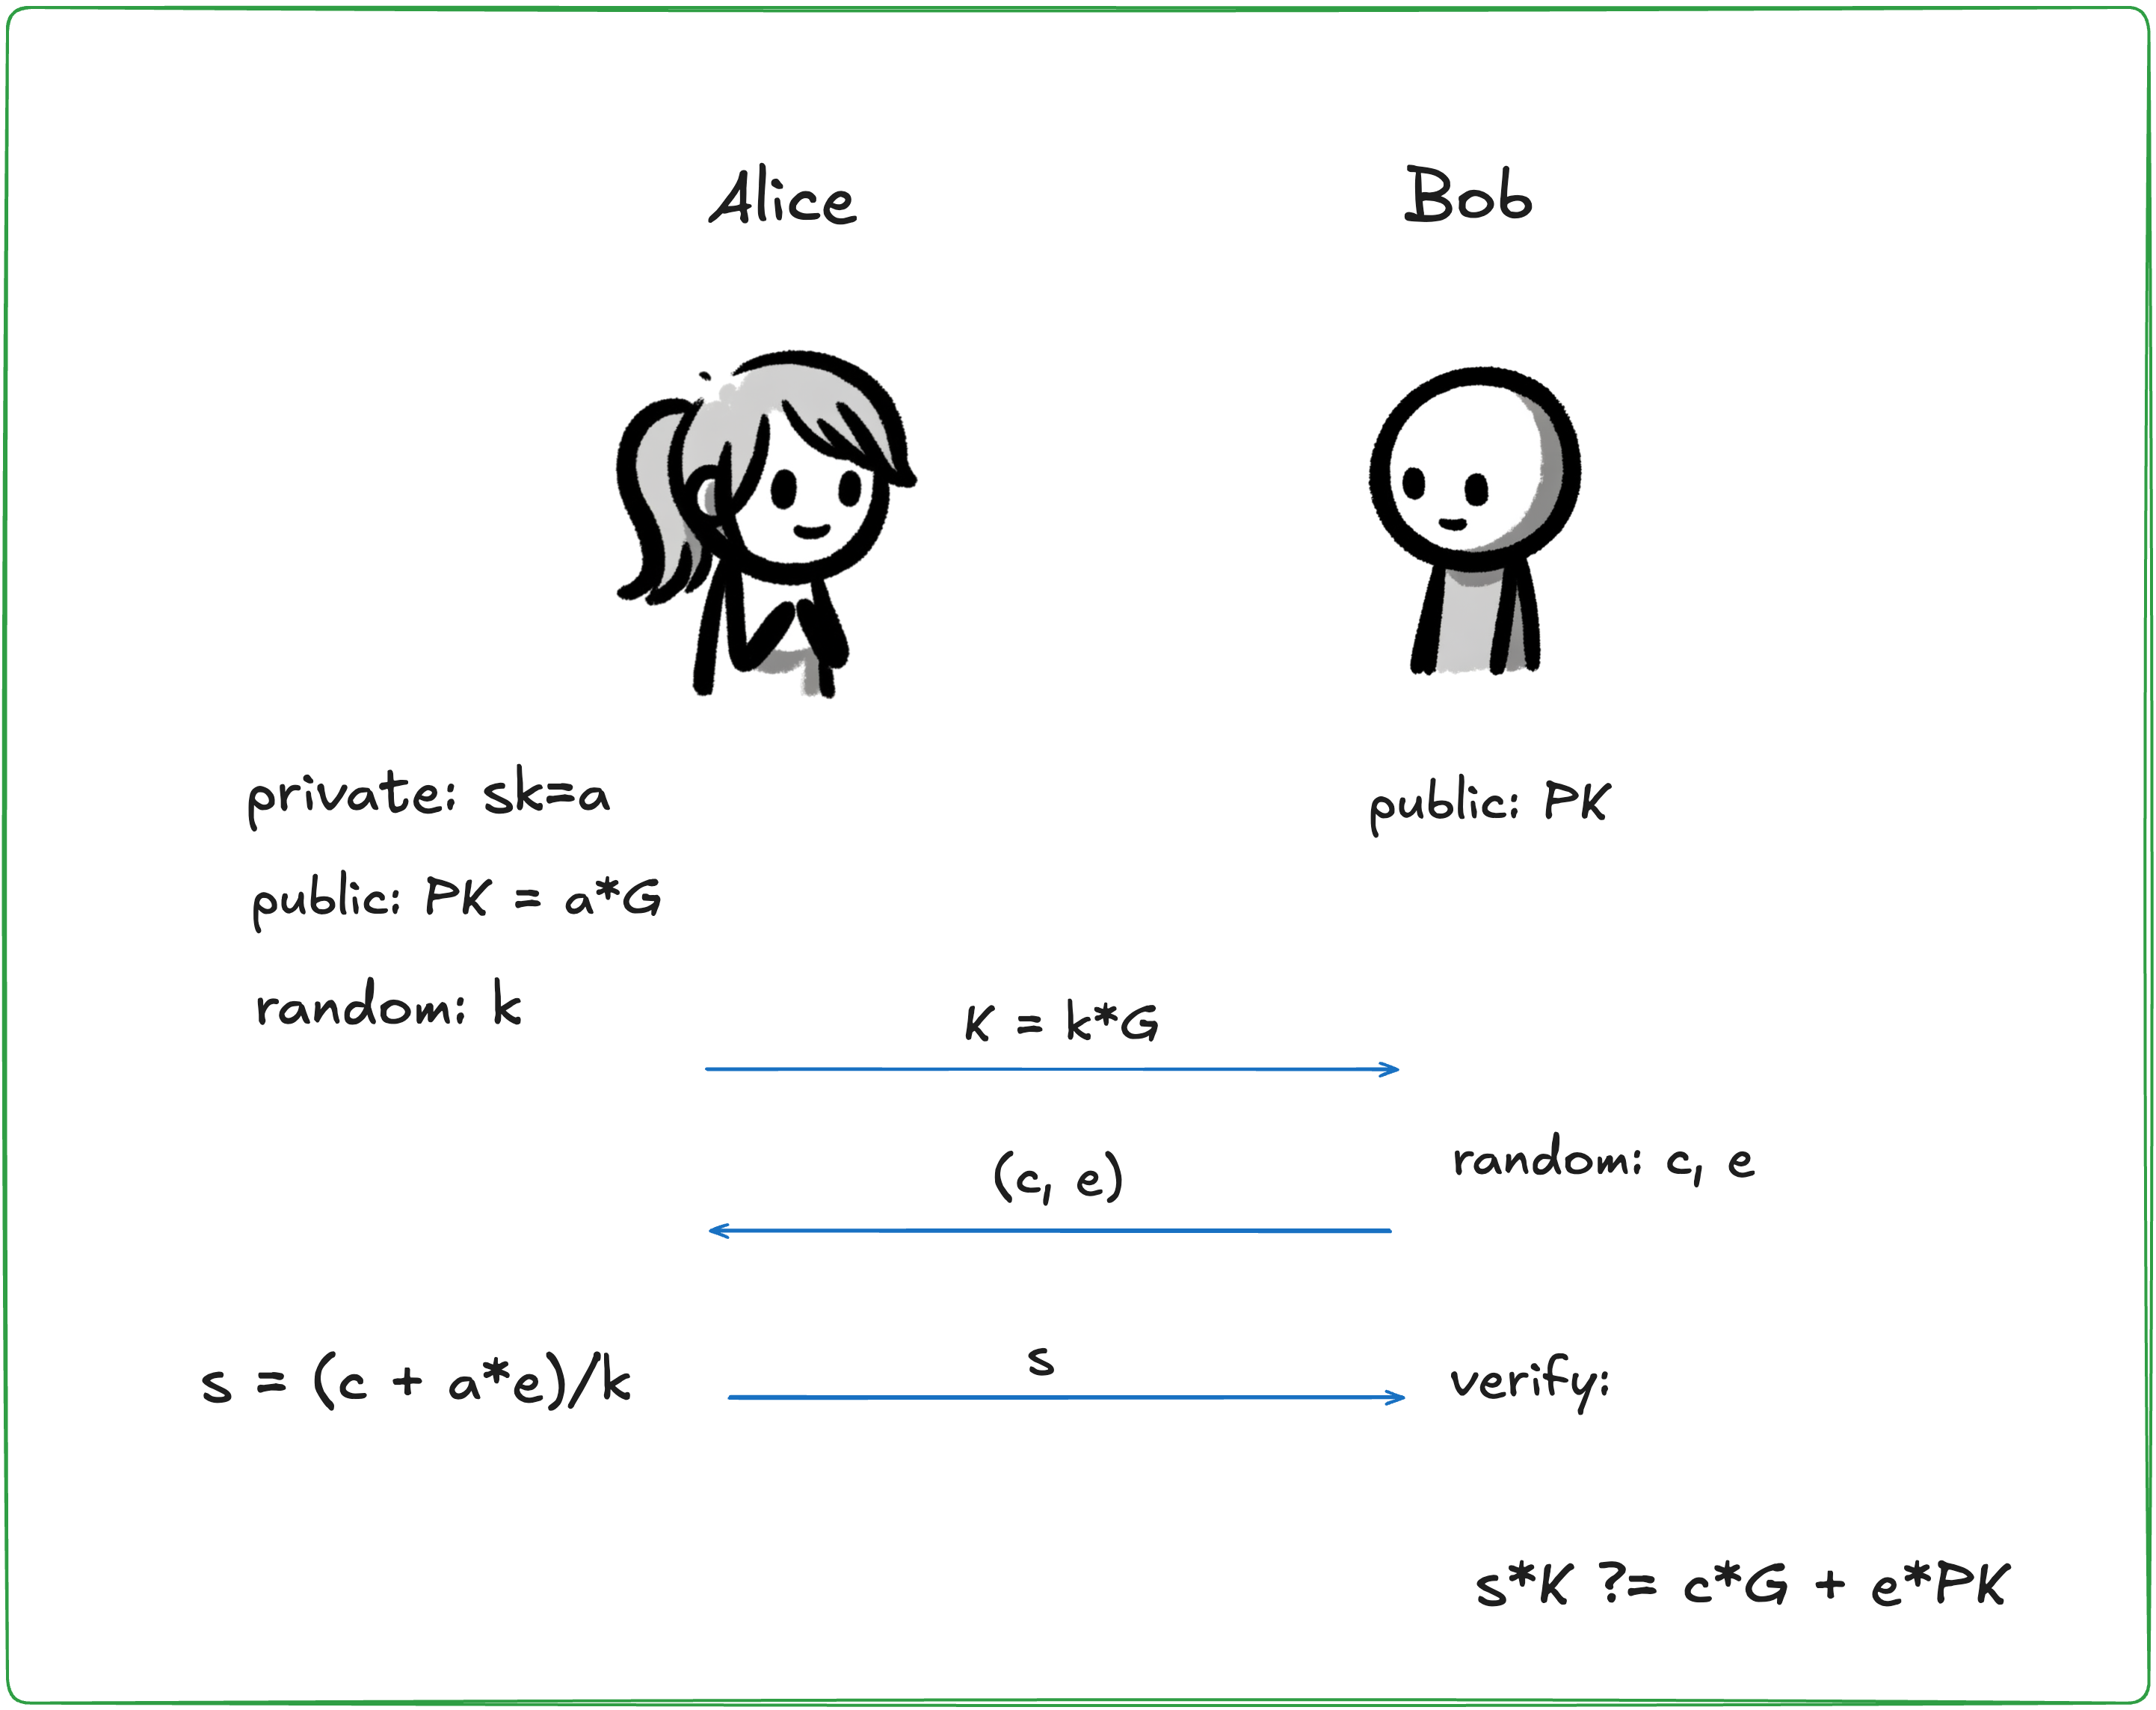 Alice
Bob
private: sk=a
public: PK
public: PK = a*G
random: k
K = k*G
random: c, e
(c, e)
s = (c + a*e)/k
s
verify:
s*K ?= c*G + e*PK